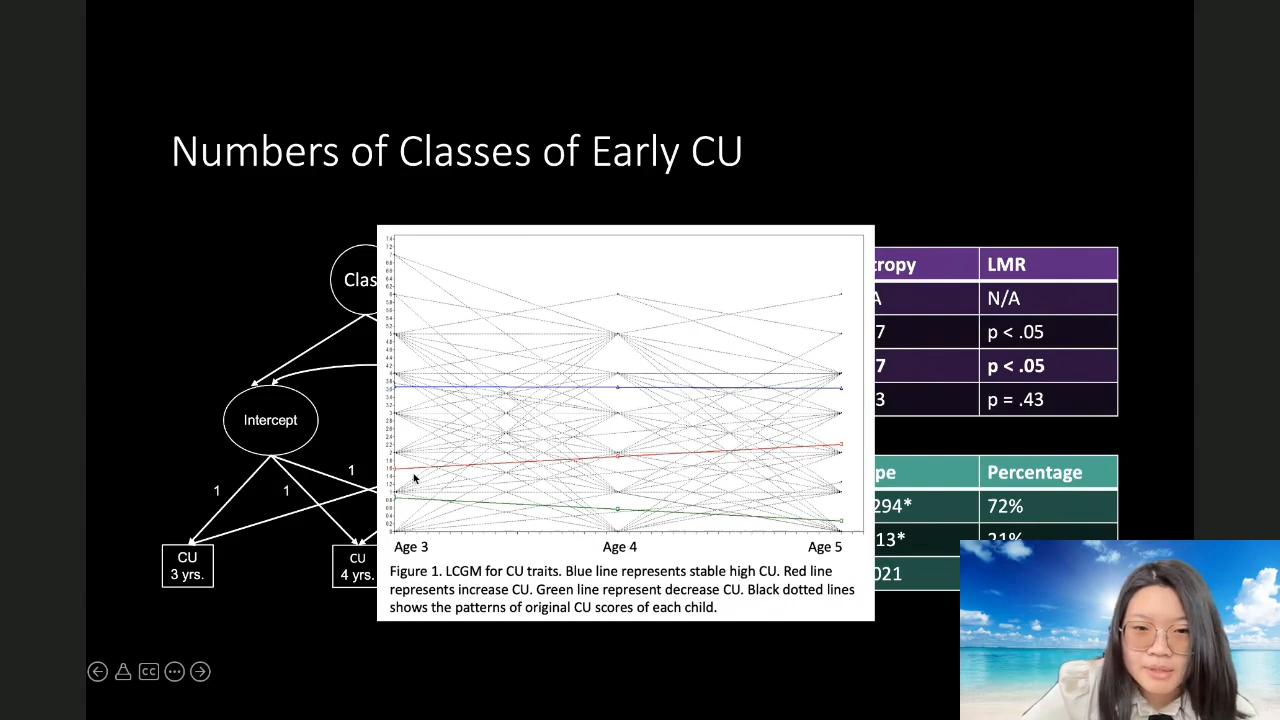 Numbers of Classes of Early CU
Clas
Intercept
1
1
1
CU
3 yrs.
CU
4 yrs.
Age 3
Age 4
Age 5
Figure 1. LCGM for CU traits. Blue line represents stable high CU. Red line
represents increase CU. Green line represent decrease CU. Black dotted lines
shows the patterns of original CU scores of each child.
tropy
LMR
A
N/A
7
p < .05
7
p < .05
3
p = .43
pe
Percentage
294*
72%
13*
21%
021
CC